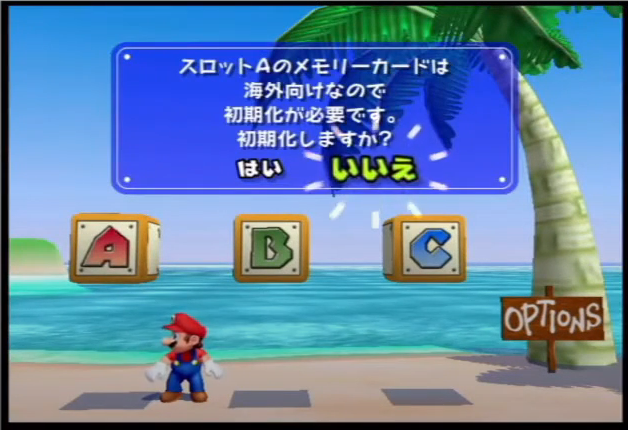 スロットAのメモリーカードは
海外向けなので
初期化が必要です。
初期化しますか?
はい いいえ
A B C
OPTIONS